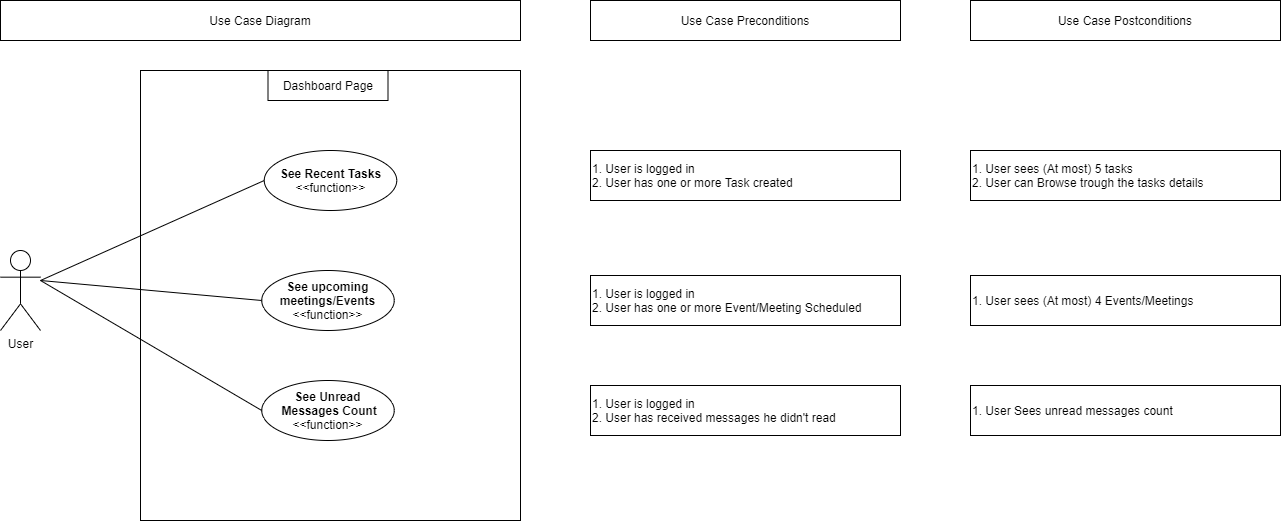 Use Case Diagram
Use Case Preconditions
Use Case Postconditions
Dashboard Page
See Recent Tasks
<<function>>
1. User is logged in
2. User has one or more Task created
1. User sees (At most) 5 tasks
2. User can Browse trough the tasks details
See upcoming
meetings/Events
<<function>>
1. User is logged in
2. User has one or more Event/Meeting Scheduled
1. User sees (At most) 4 Events/Meetings
User
See Unread
Messages Count
<<function>>
1. User is logged in
2. User has received messages he didn't read
1. User Sees unread messages count